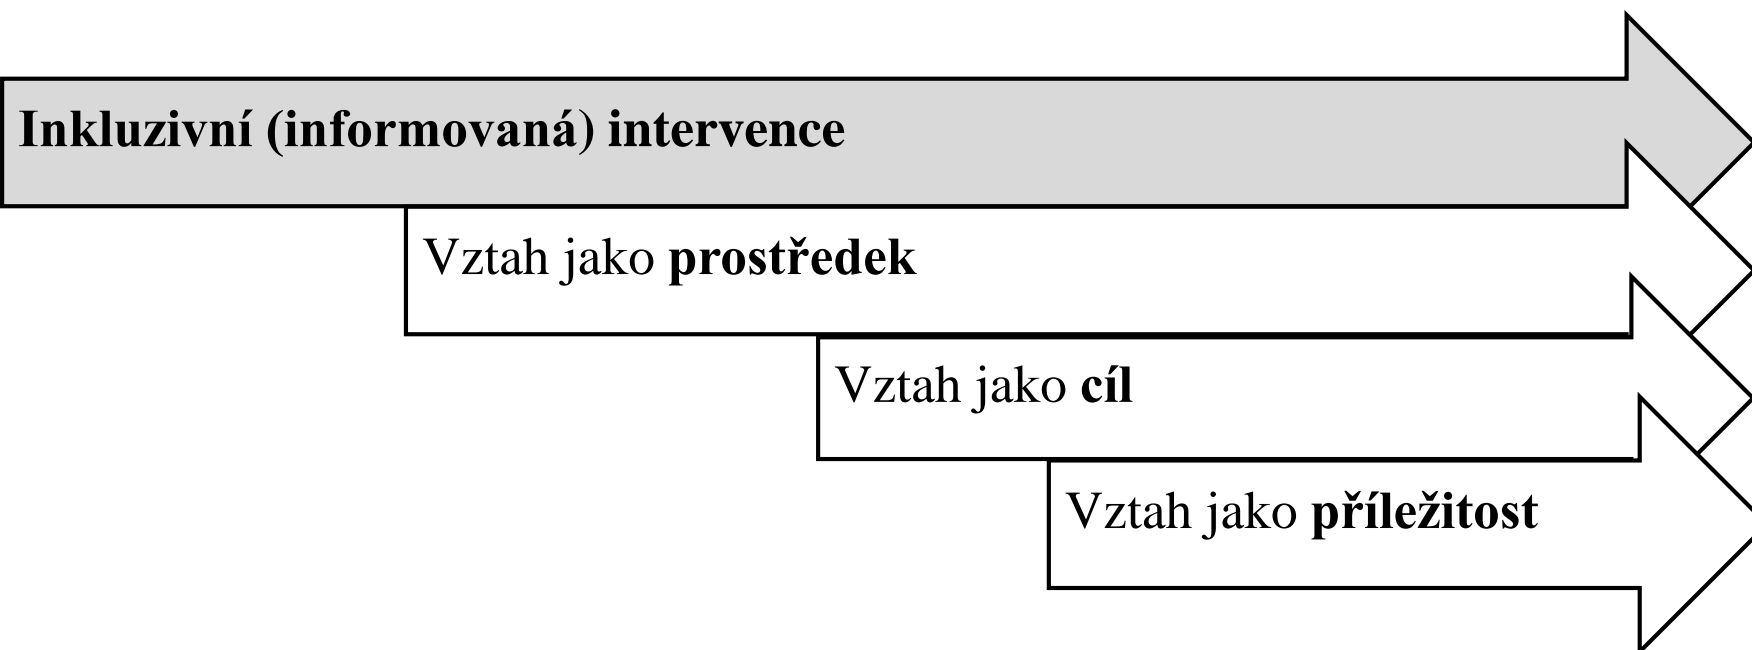 Inkluzivní (informovaná) intervence
Vztah jako prostředek
Vztah jako cíl
Vztah jako příležitost